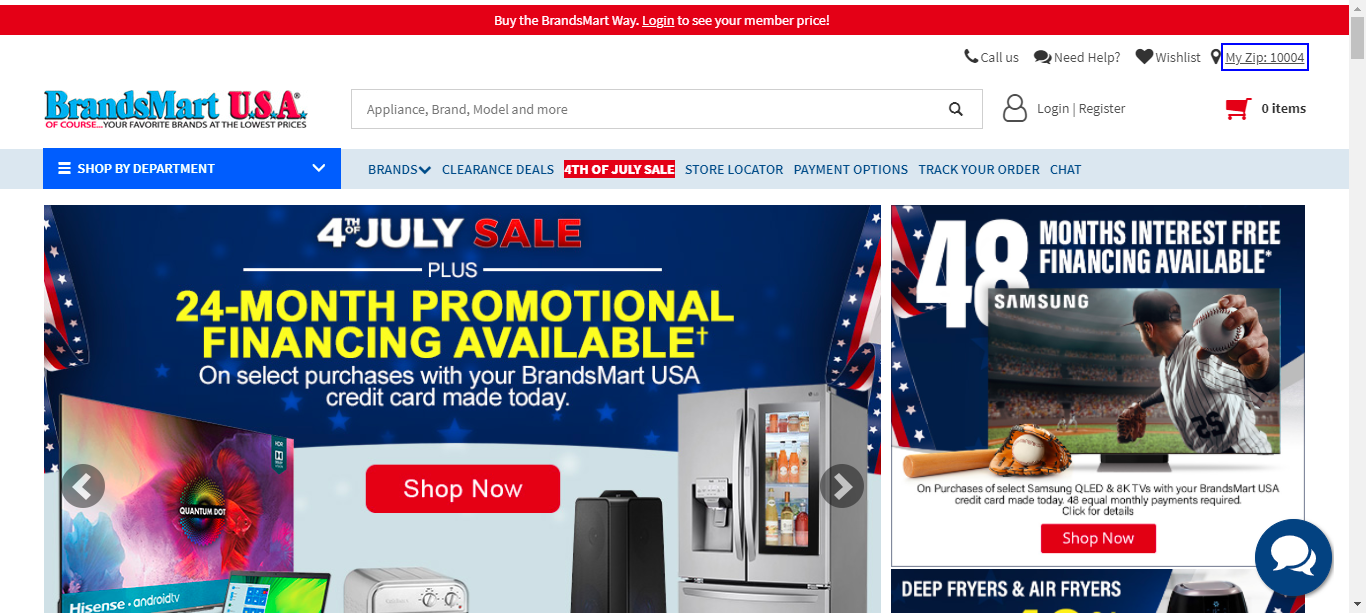 Buy the BrandsMart Way. Login to see your member price!
Call us Need Help? Wishlist My Zip: 10004
BrandsMart U.S.A.
OF COURSE...YOUR FAVORITE BRANDS AT THE LOWEST PRICES
Appliance, Brand, Model and more
Login | Register
0 items
SHOP BY DEPARTMENT
BRANDS CLEARANCE DEALS 4TH OF JULY SALE STORE LOCATOR PAYMENT OPTIONS TRACK YOUR ORDER CHAT
4TH OF JULY SALE
PLUS
24-MONTH PROMOTIONAL
FINANCING AVAILABLE†
On select purchases with your BrandsMart USA
credit card made today.
Shop Now
QUANTUM DOT
Hisense · androidtv
LG
48 MONTHS INTEREST FREE
FINANCING AVAILABLE*
SAMSUNG
25
On Purchases of select Samsung QLED & 8K TVs with your BrandsMart USA
credit card made today. 48 equal monthly payments required.
Click for details
Shop Now
DEEP FRYERS & AIR FRYERS